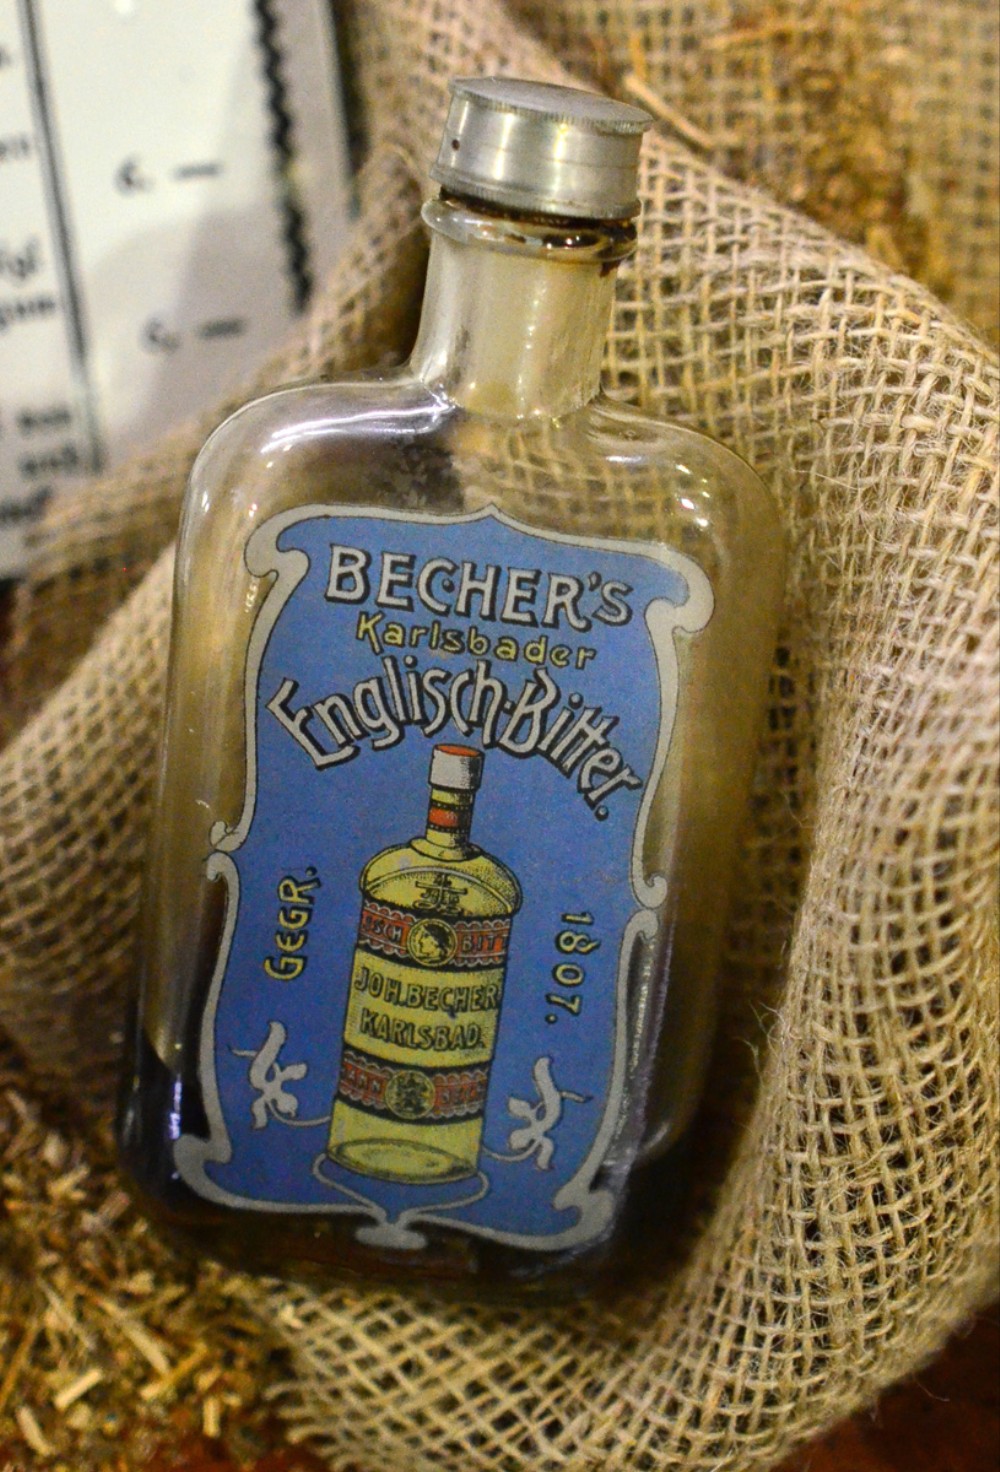 BECHER'S
Karlsbader
Englisch-Bitter.
GEGR. 1807.
JOH. BECHER
KARLSBAD.